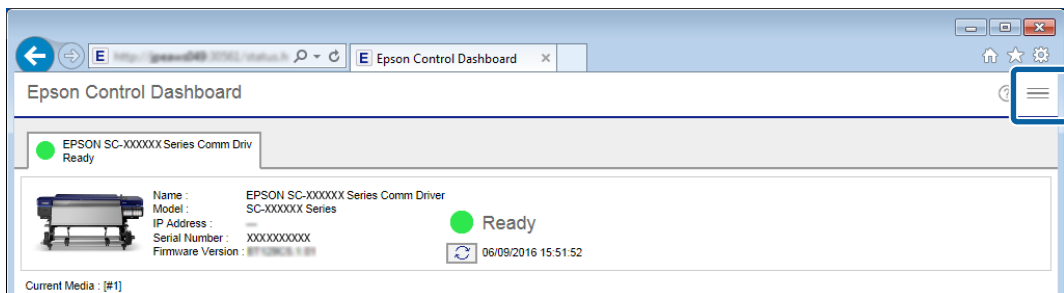 E Epson Control Dashboard
Epson Control Dashboard
EPSON SC-XXXXXX Series Comm Driv
Ready
Name : EPSON SC-XXXXXX Series Comm Driver
Model : SC-XXXXXX Series
IP Address : ---
Serial Number : XXXXXXXXXX
Firmware Version :
Ready
06/09/2016 15:51:52
Current Media : [#1]